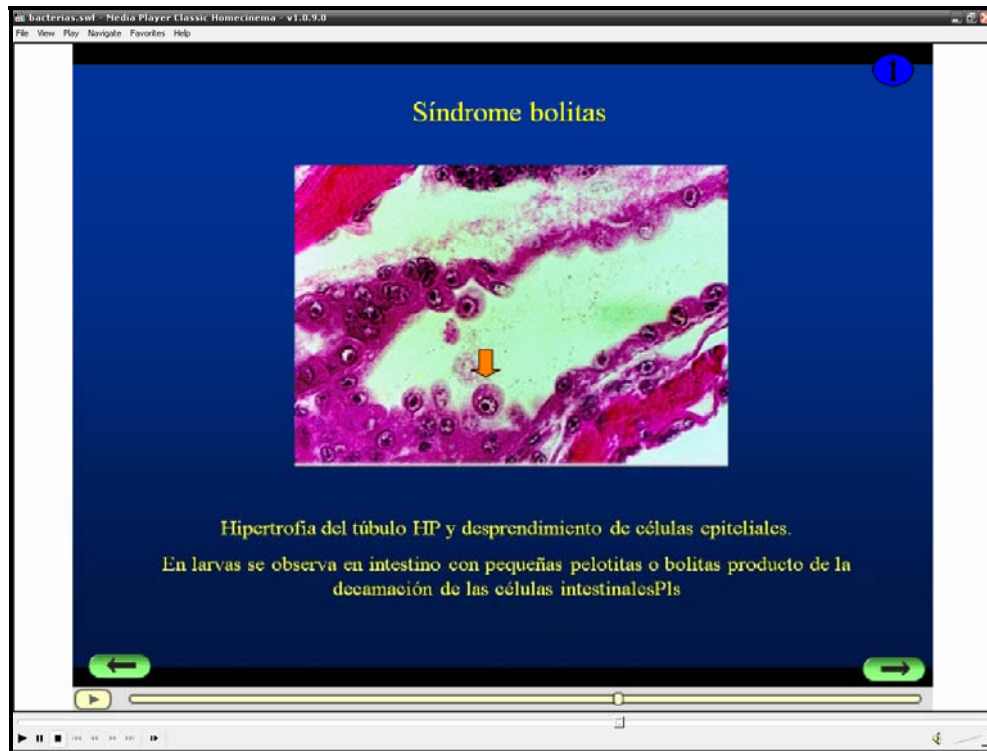 bacterias.swf - Media Player Classic Homecinema - v1.0.9.0
File View Play Navigate Favorites Help
1
Síndrome bolitas
Hipertrofia del túbulo HP y desprendimiento de células epiteliales.
En larvas se observa en intestino con pequeñas pelotitas o bolitas producto de la
decamación de las células intestinalesPls